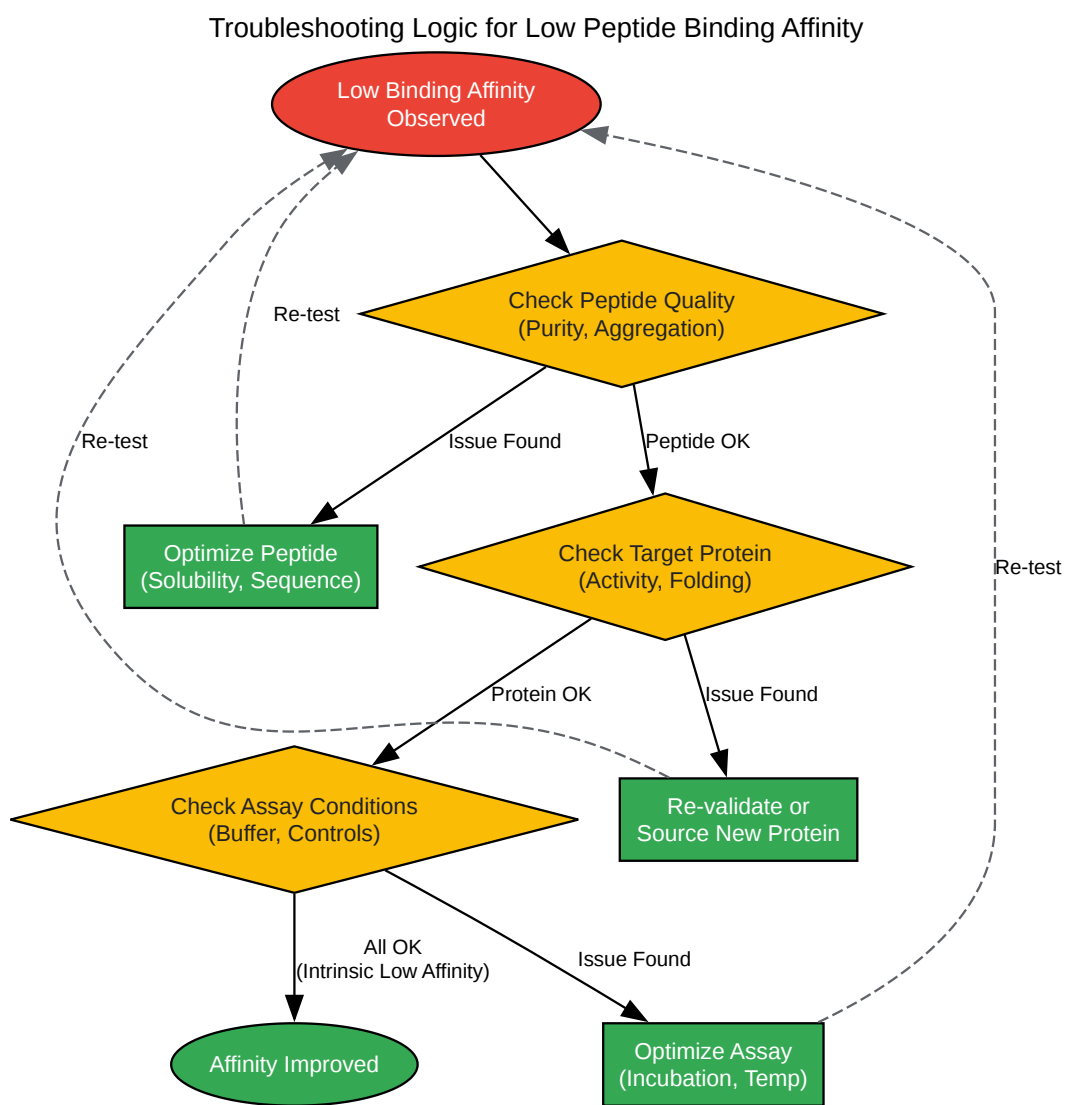 Troubleshooting Logic for Low Peptide Binding Affinity
Low Binding Affinity
Observed
Check Peptide Quality
(Purity, Aggregation)
Re-test
Re-test
Issue Found
Peptide OK
Optimize Peptide
(Solubility, Sequence)
Check Target Protein
(Activity, Folding)
Re-test
Protein OK
Issue Found
Check Assay Conditions
(Buffer, Controls)
Re-validate or
Source New Protein
All OK
(Intrinsic Low Affinity)
Issue Found
Affinity Improved
Optimize Assay
(Incubation, Temp)